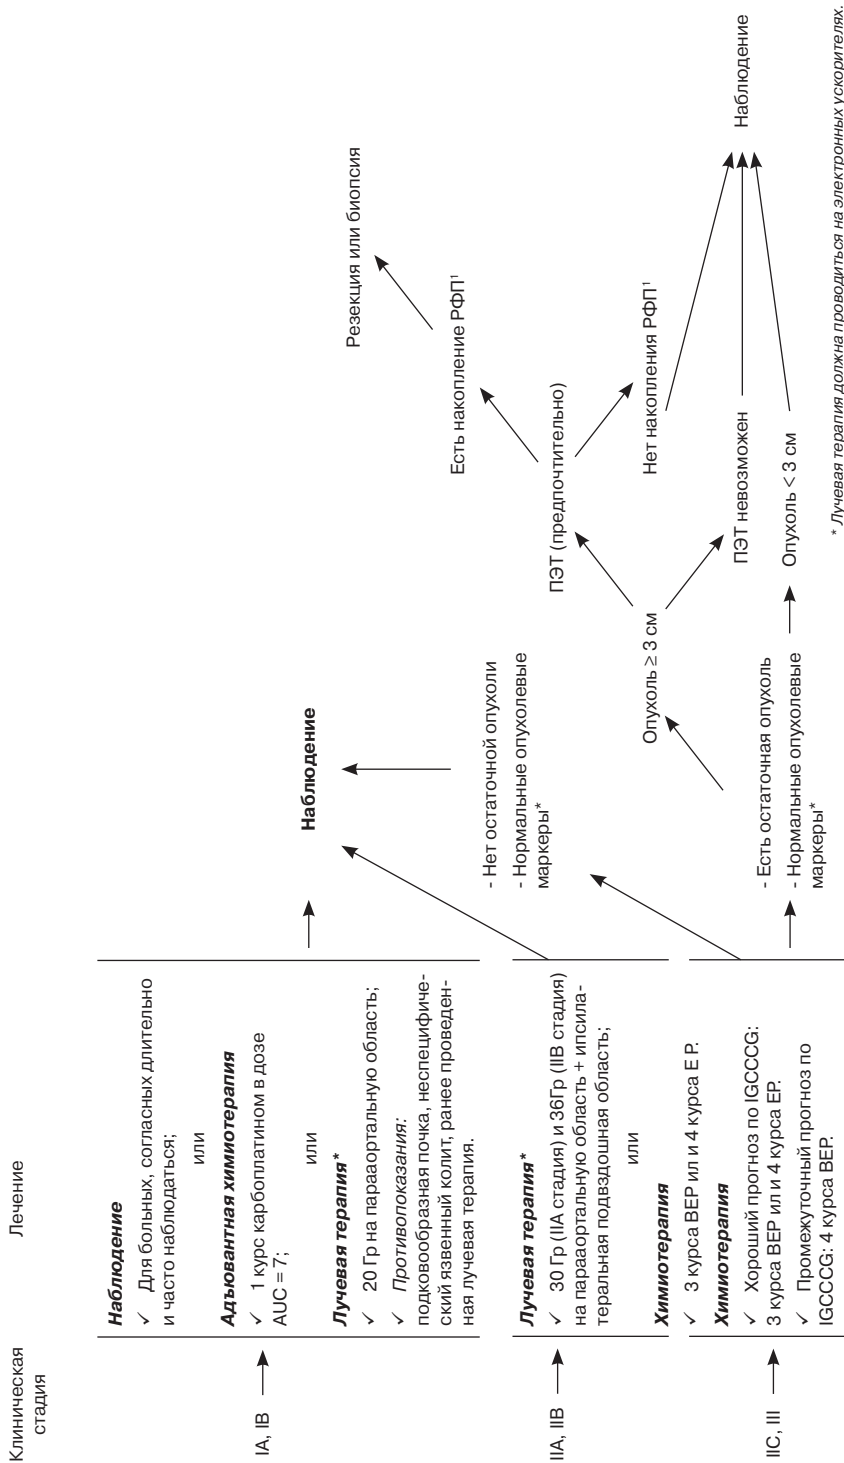 Клиническая
стадия
Лечение
IA, IB
Наблюдение
✓ Для больных, согласных длительно
и часто наблюдаться;
или
Адъювантная химиотерапия
✓ 1 курс карбоплатином в дозе
AUC = 7;
или
Лучевая терапия*
✓ 20 Гр на парааортальную область;
✓ Противопоказания:
подковообразная почка, неспецифиче-
ский язвенный колит, ранее проведен-
ная лучевая терапия.
Наблюдение
IIA, IIB
Лучевая терапия*
✓ 30 Гр (IIA стадия) и 36Гр (IIB стадия)
на парааортальную область + ипсила-
теральная подвздошная область;
или
Химиотерапия
✓ 3 курса BEP ил и 4 курса E P.
IIC, III
Химиотерапия
✓ Хороший прогноз по IGCCCG:
3 курса BEP ил и 4 курса EP.
✓ Промежуточный прогноз по
IGCCCG: 4 курса BEP.
- Нет остаточной опухоли
- Нормальные опухолевые
маркеры*
- Есть остаточная опухоль
- Нормальные опухолевые
маркеры*
Опухоль ≥ 3 см
Опухоль < 3 см
ПЭТ (предпочтительно)
ПЭТ невозможен
Есть накопление РФП¹
Нет накопления РФП¹
Резекция или биопсия
Наблюдение
* Лучевая терапия должна проводиться на электронных ускорителях.